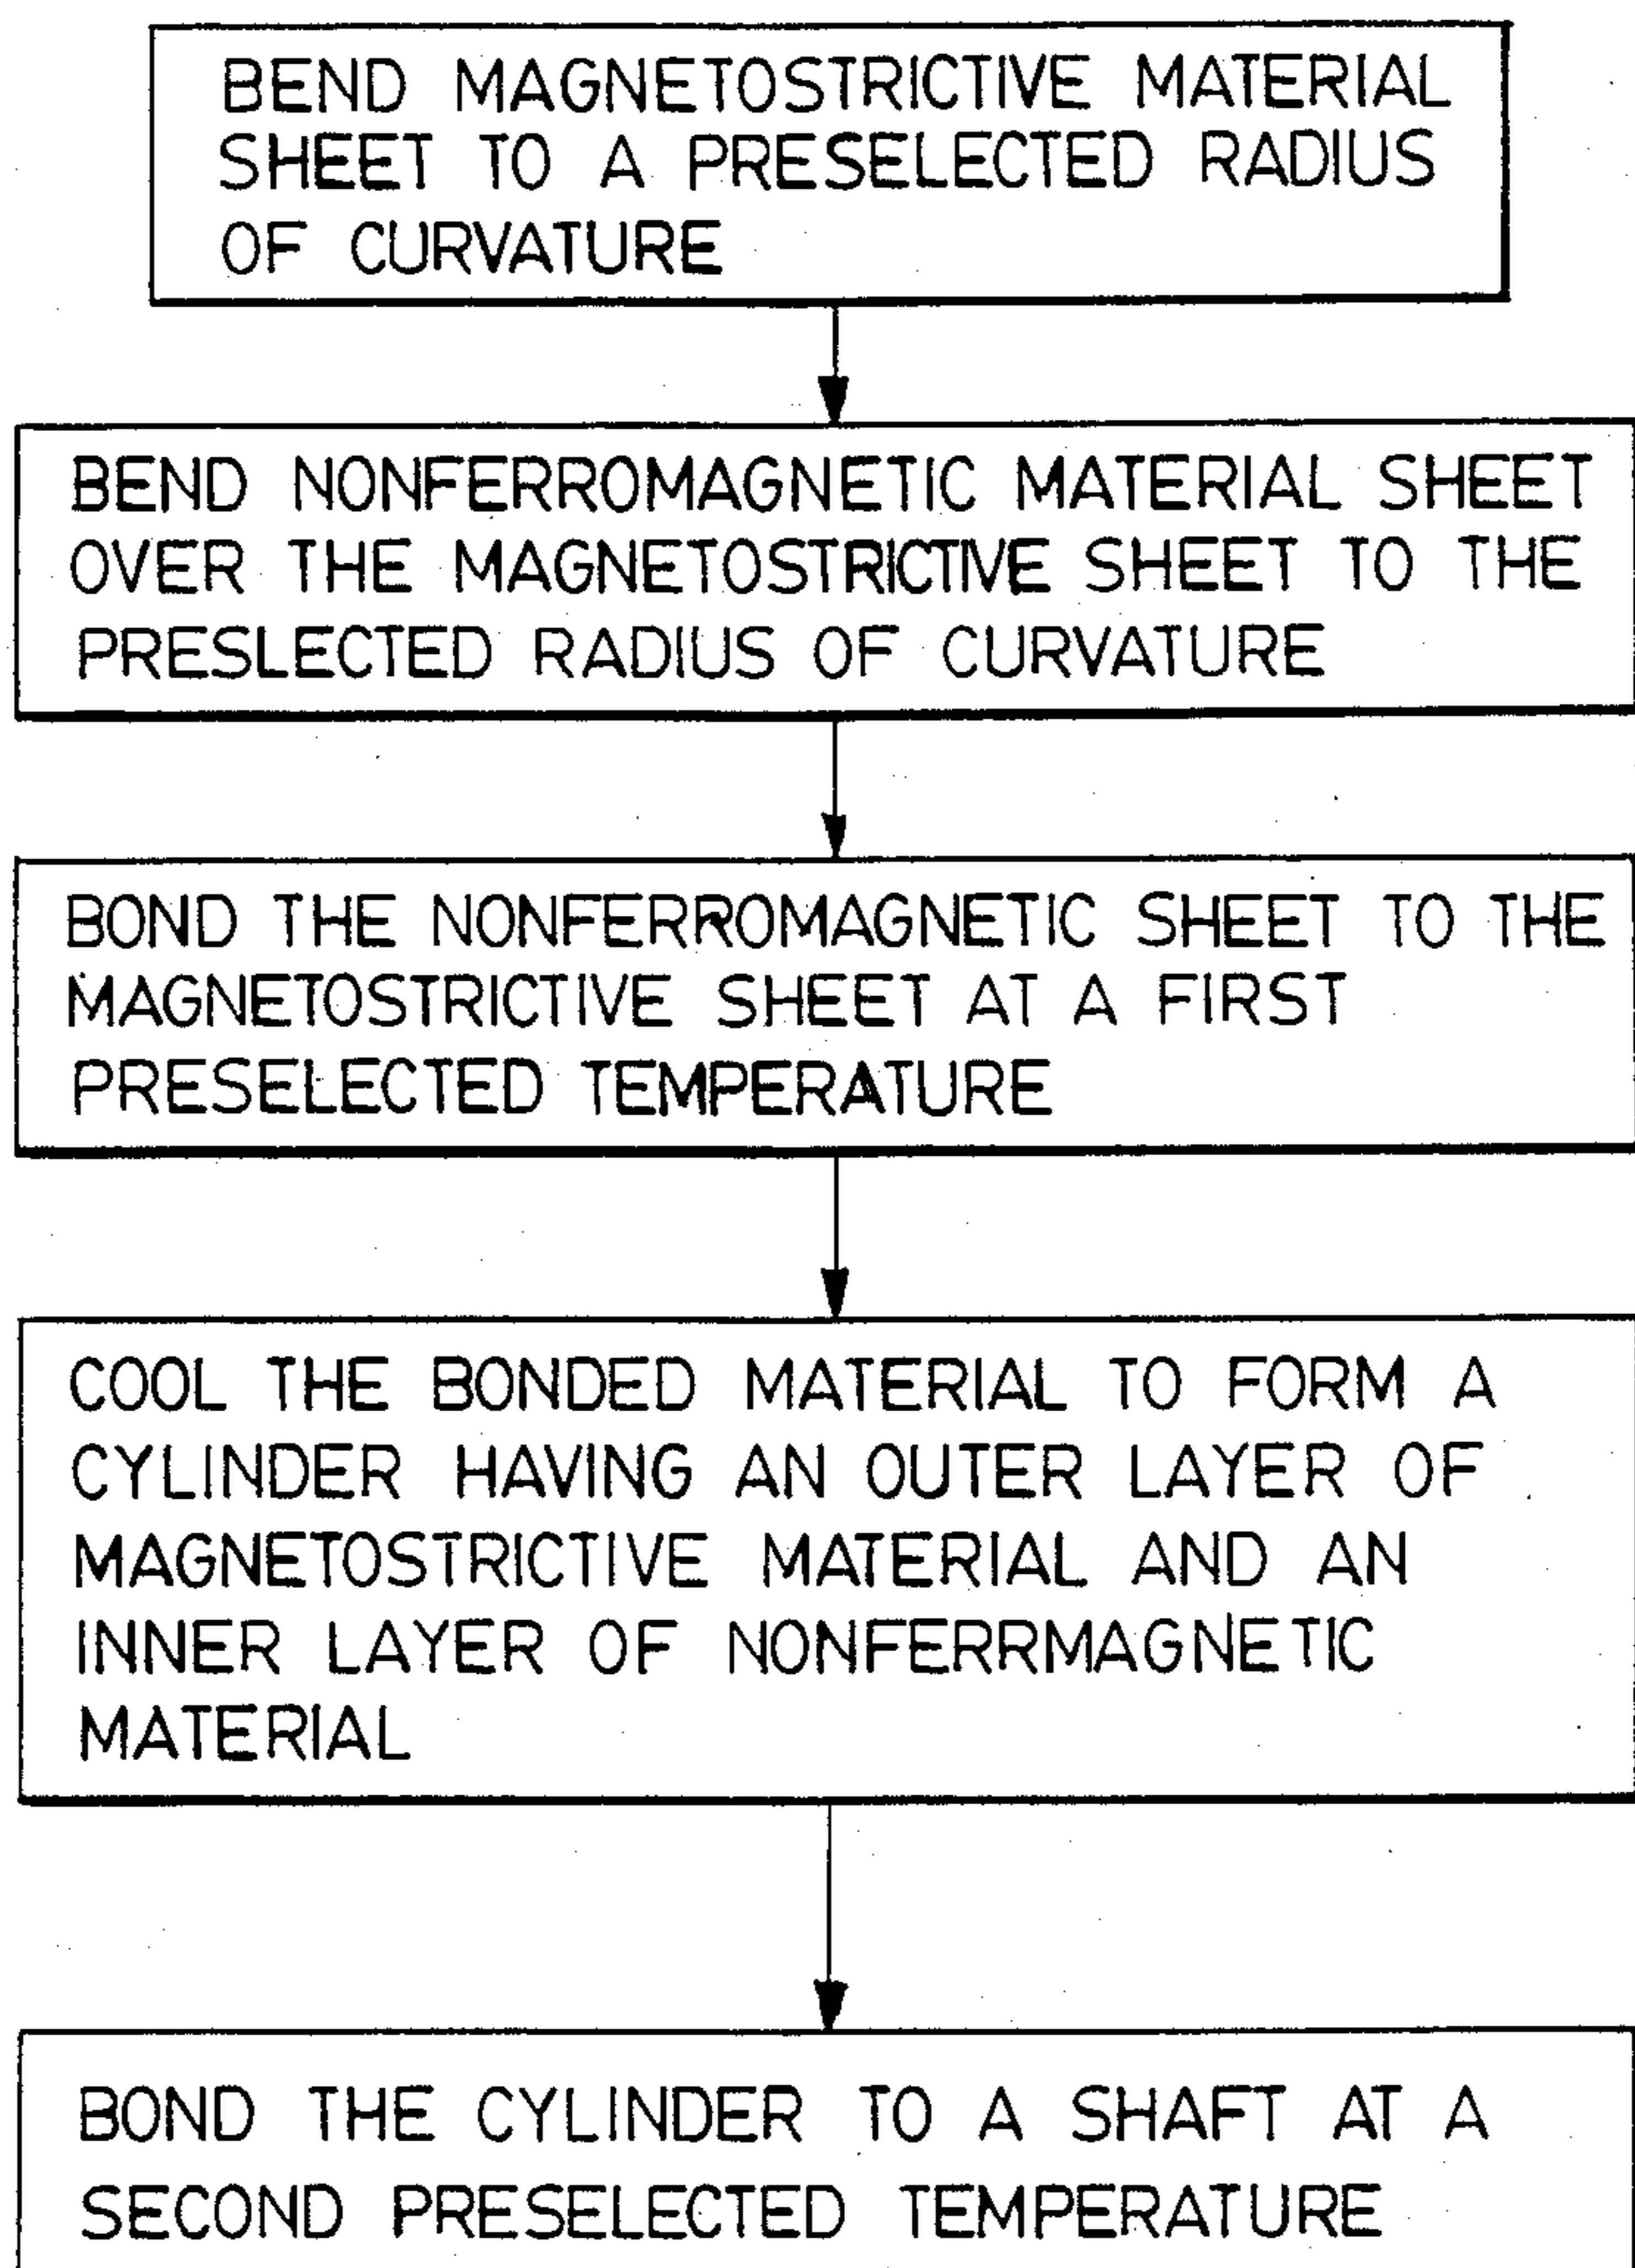 BEND MAGNETOSTRICTIVE MATERIAL
SHEET TO A PRESELECTED RADIUS
OF CURVATURE
BEND NONFERROMAGNETIC MATERIAL SHEET
OVER THE MAGNETOSTRICTIVE SHEET TO THE
PRESLECTED RADIUS OF CURVATURE
BOND THE NONFERROMAGNETIC SHEET TO THE
MAGNETOSTRICTIVE SHEET AT A FIRST
PRESELECTED TEMPERATURE
COOL THE BONDED MATERIAL TO FORM A
CYLINDER HAVING AN OUTER LAYER OF
MAGNETOSTRICTIVE MATERIAL AND AN
INNER LAYER OF NONFERRMAGNETIC
MATERIAL
BOND THE CYLINDER TO A SHAFT AT A
SECOND PRESELECTED TEMPERATURE